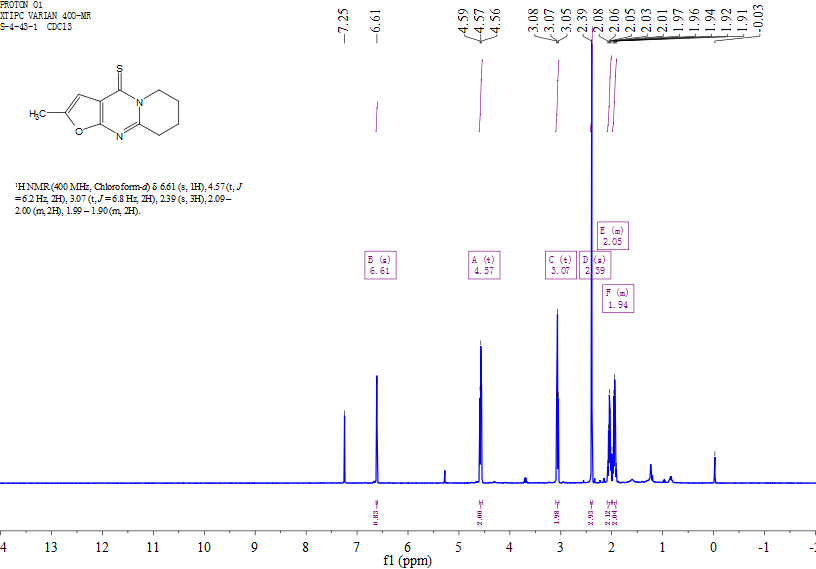 PROTON 01
XTIPC VARIAN 400-MR
S-4-43-1 CDCl3
7.25
6.61
4.59
4.57
4.56
3.08
3.07
3.05
2.39
2.08
2.06
2.05
2.03
2.01
1.97
1.96
1.94
1.92
1.91
-0.03
S
N
H₃C
O
N
¹H NMR (400 MHz, Chloroform-d) δ 6.61 (s, 1H), 4.57 (t, J
= 6.2 Hz, 2H), 3.07 (t, J = 6.8 Hz, 2H), 2.39 (s, 3H), 2.09 –
2.00 (m, 2H), 1.99 – 1.90 (m, 2H).
E (m)
2.05
B (s)
6.61
A (t)
4.57
C (t)
3.07
D (s)
2.39
F (m)
1.94
0.83
2.00
1.98
2.93
2.12
2.04
4 13 12 11 10 9 8 7 6 5 4 3 2 1 0 -1
f1 (ppm)